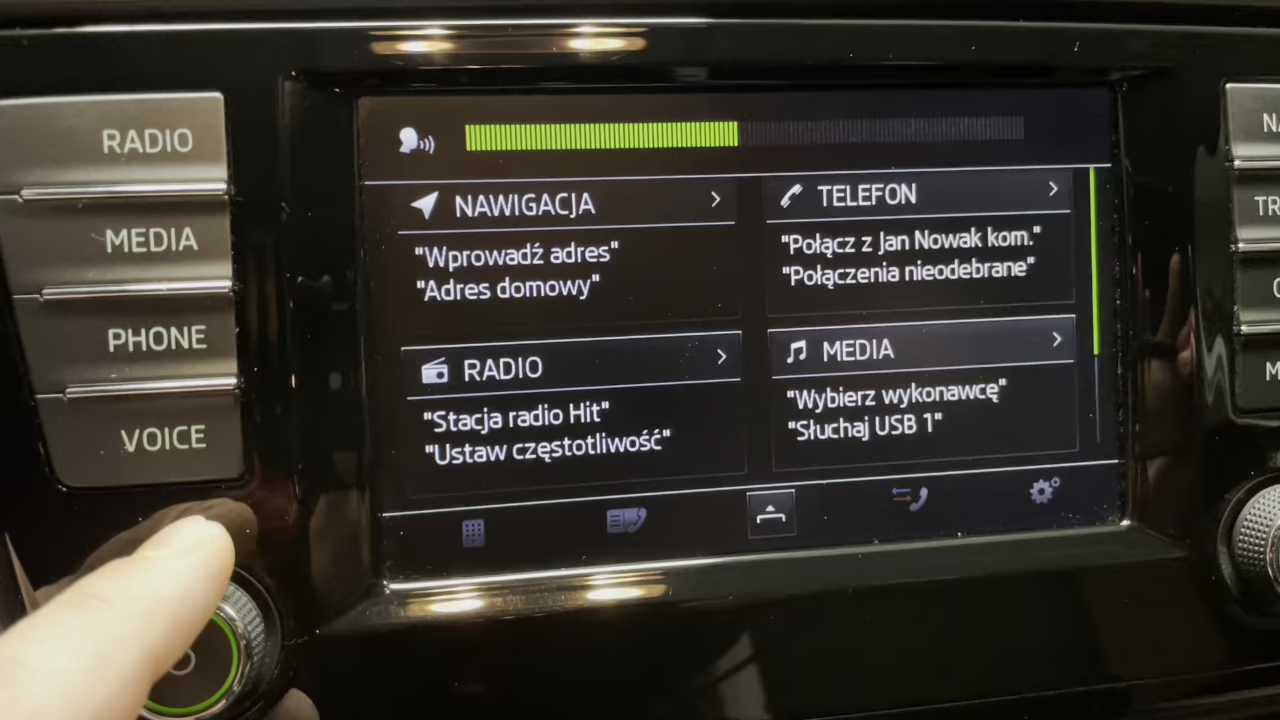 RADIO
MEDIA
PHONE
VOICE
NAWIGACJA
"Wprowadź adres"
"Adres domowy"
TELEFON
"Połącz z Jan Nowak kom."
"Połączenia nieodebrane"
RADIO
"Stacja radio Hit"
"Ustaw częstotliwość"
MEDIA
"Wybierz wykonawcę"
"Słuchaj USB 1"